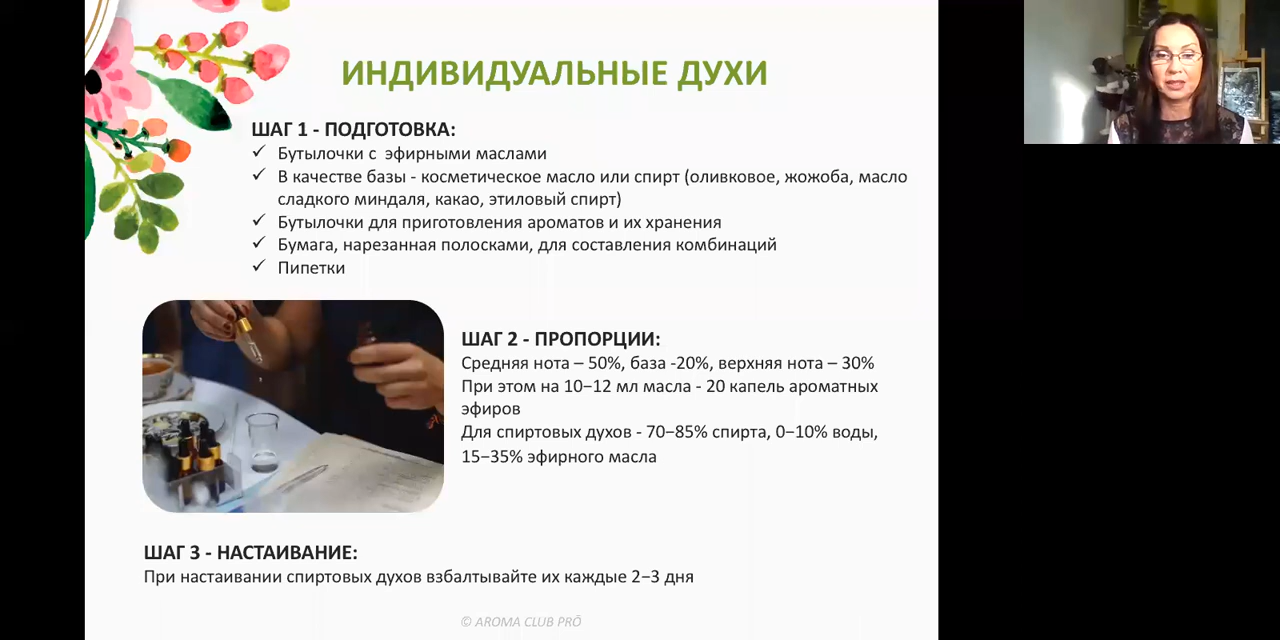 ИНДИВИДУАЛЬНЫЕ ДУХИ
ШАГ 1 - ПОДГОТОВКА:
✓ Бутылочки с эфирными маслами
✓ В качестве базы - косметическое масло или спирт (оливковое, жожоба, масло
сладкого миндаля, какао, этиловый спирт)
✓ Бутылочки для приготовления ароматов и их хранения
✓ Бумага, нарезанная полосками, для составления комбинаций
✓ Пипетки
ШАГ 2 - ПРОПОРЦИИ:
Средняя нота – 50%, база -20%, верхняя нота – 30%
При этом на 10−12 мл масла - 20 капель ароматных
эфиров
Для спиртовых духов - 70−85% спирта, 0−10% воды,
15−35% эфирного масла
ШАГ 3 - НАСТАИВАНИЕ:
При настаивании спиртовых духов взбалтывайте их каждые 2−3 дня
© AROMA CLUB PRŌ